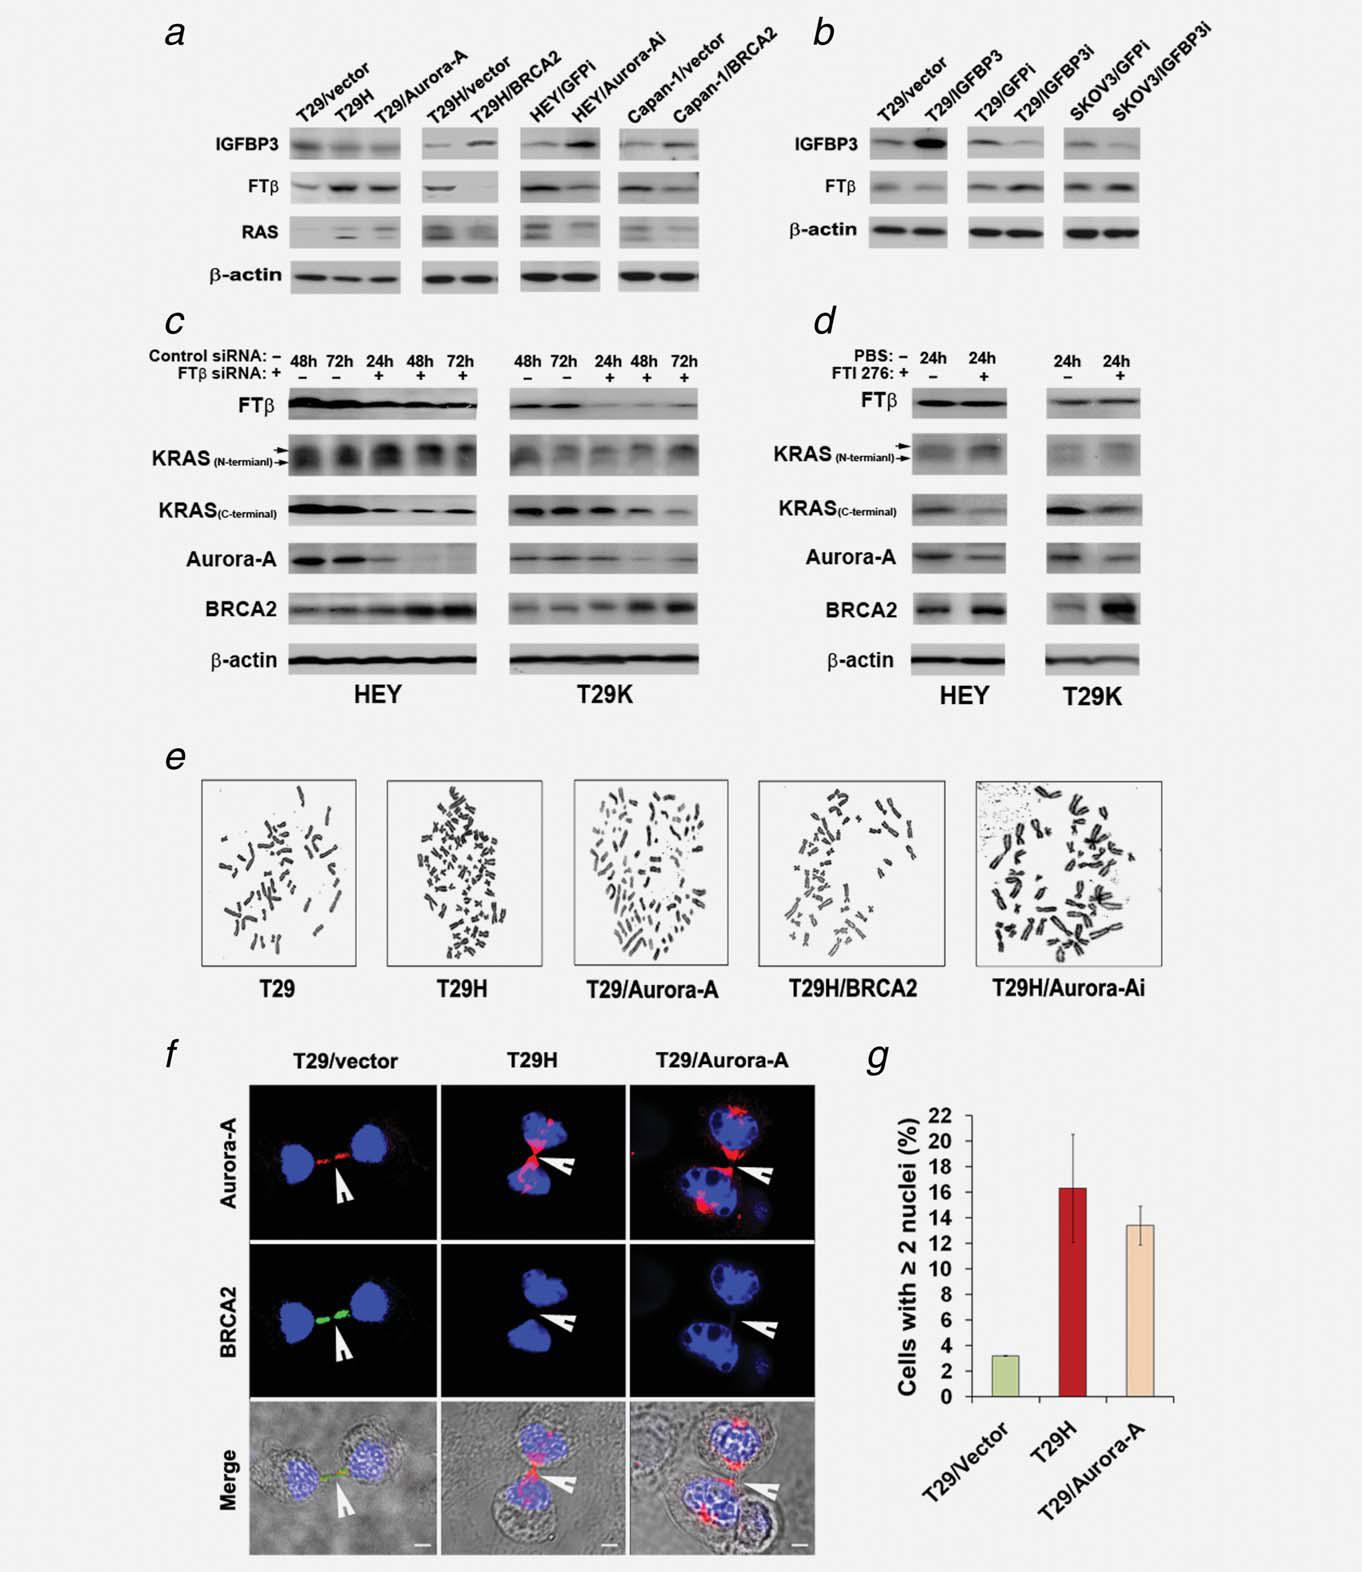 a
T29/vector
T29H
T29/Aurora-A
T29H/vector
T29H/BRCA2
HEY/GFPi
HEY/Aurora-Ai
Capan-1/vector
Capan-1/BRCA2
IGFBP3
FTβ
RAS
β-actin
b
T29/vector
T29/IGFBP3
T29/GFPi
T29/IGFBP3i
SKOV3/GFPi
SKOV3/IGFBP3i
IGFBP3
FTβ
β-actin
c
Control siRNA: – 48h 72h 24h 48h 72h 48h 72h 24h 48h 72h
FTβ siRNA: + – – + + + – – + + +
FTβ
KRAS (N-termianl)
KRAS (C-terminal)
Aurora-A
BRCA2
β-actin
HEY T29K
d
PBS: – 24h 24h 24h 24h
FTI 276: + – + – +
FTβ
KRAS (N-termianl)
KRAS (C-terminal)
Aurora-A
BRCA2
β-actin
HEY T29K
e
T29 T29H T29/Aurora-A T29H/BRCA2 T29H/Aurora-Ai
f
T29/vector T29H T29/Aurora-A
Aurora-A
BRCA2
Merge
g
Cells with ≥ 2 nuclei (%)
22
20
18
16
14
12
10
8
6
4
2
0
T29/Vector
T29H
T29/Aurora-A